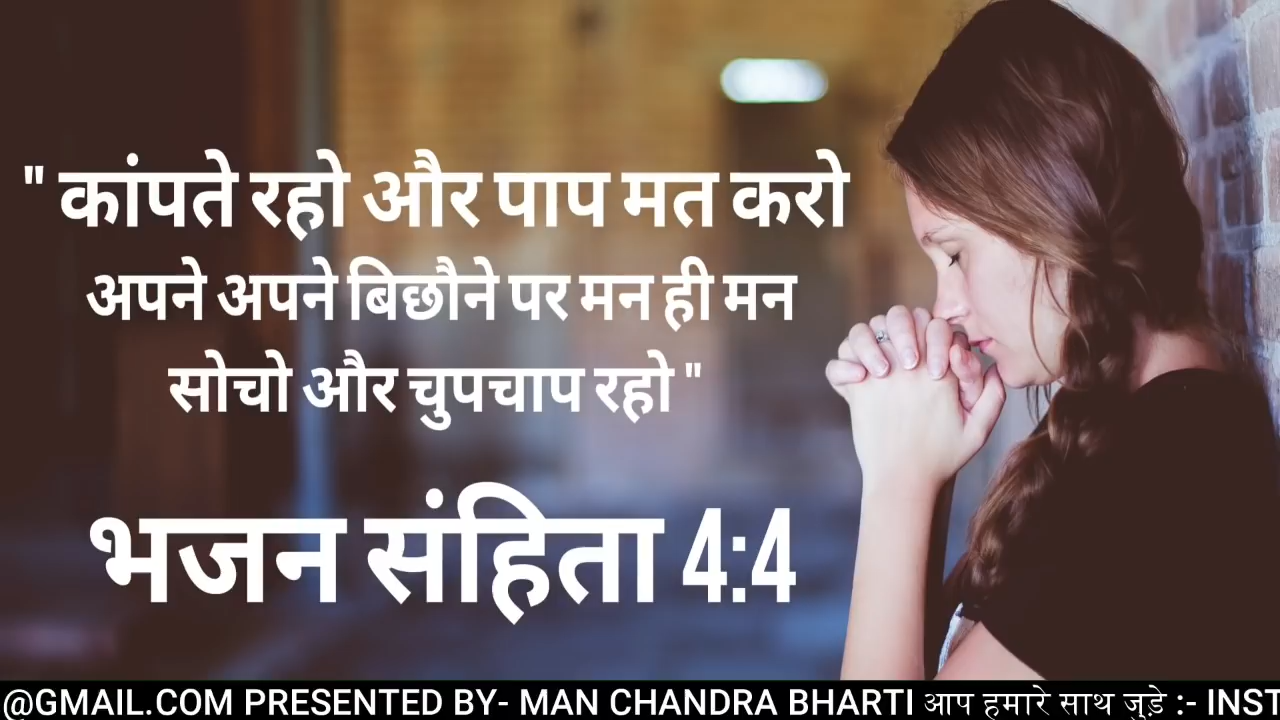 " कांपते रहो और पाप मत करो
अपने अपने बिछौने पर मन ही मन
सोचो और चुपचाप रहो "
भजन संहिता 4:4
@GMAIL.COM PRESENTED BY- MAN CHANDRA BHARTI आप हमारे साथ जुड़े :- INST